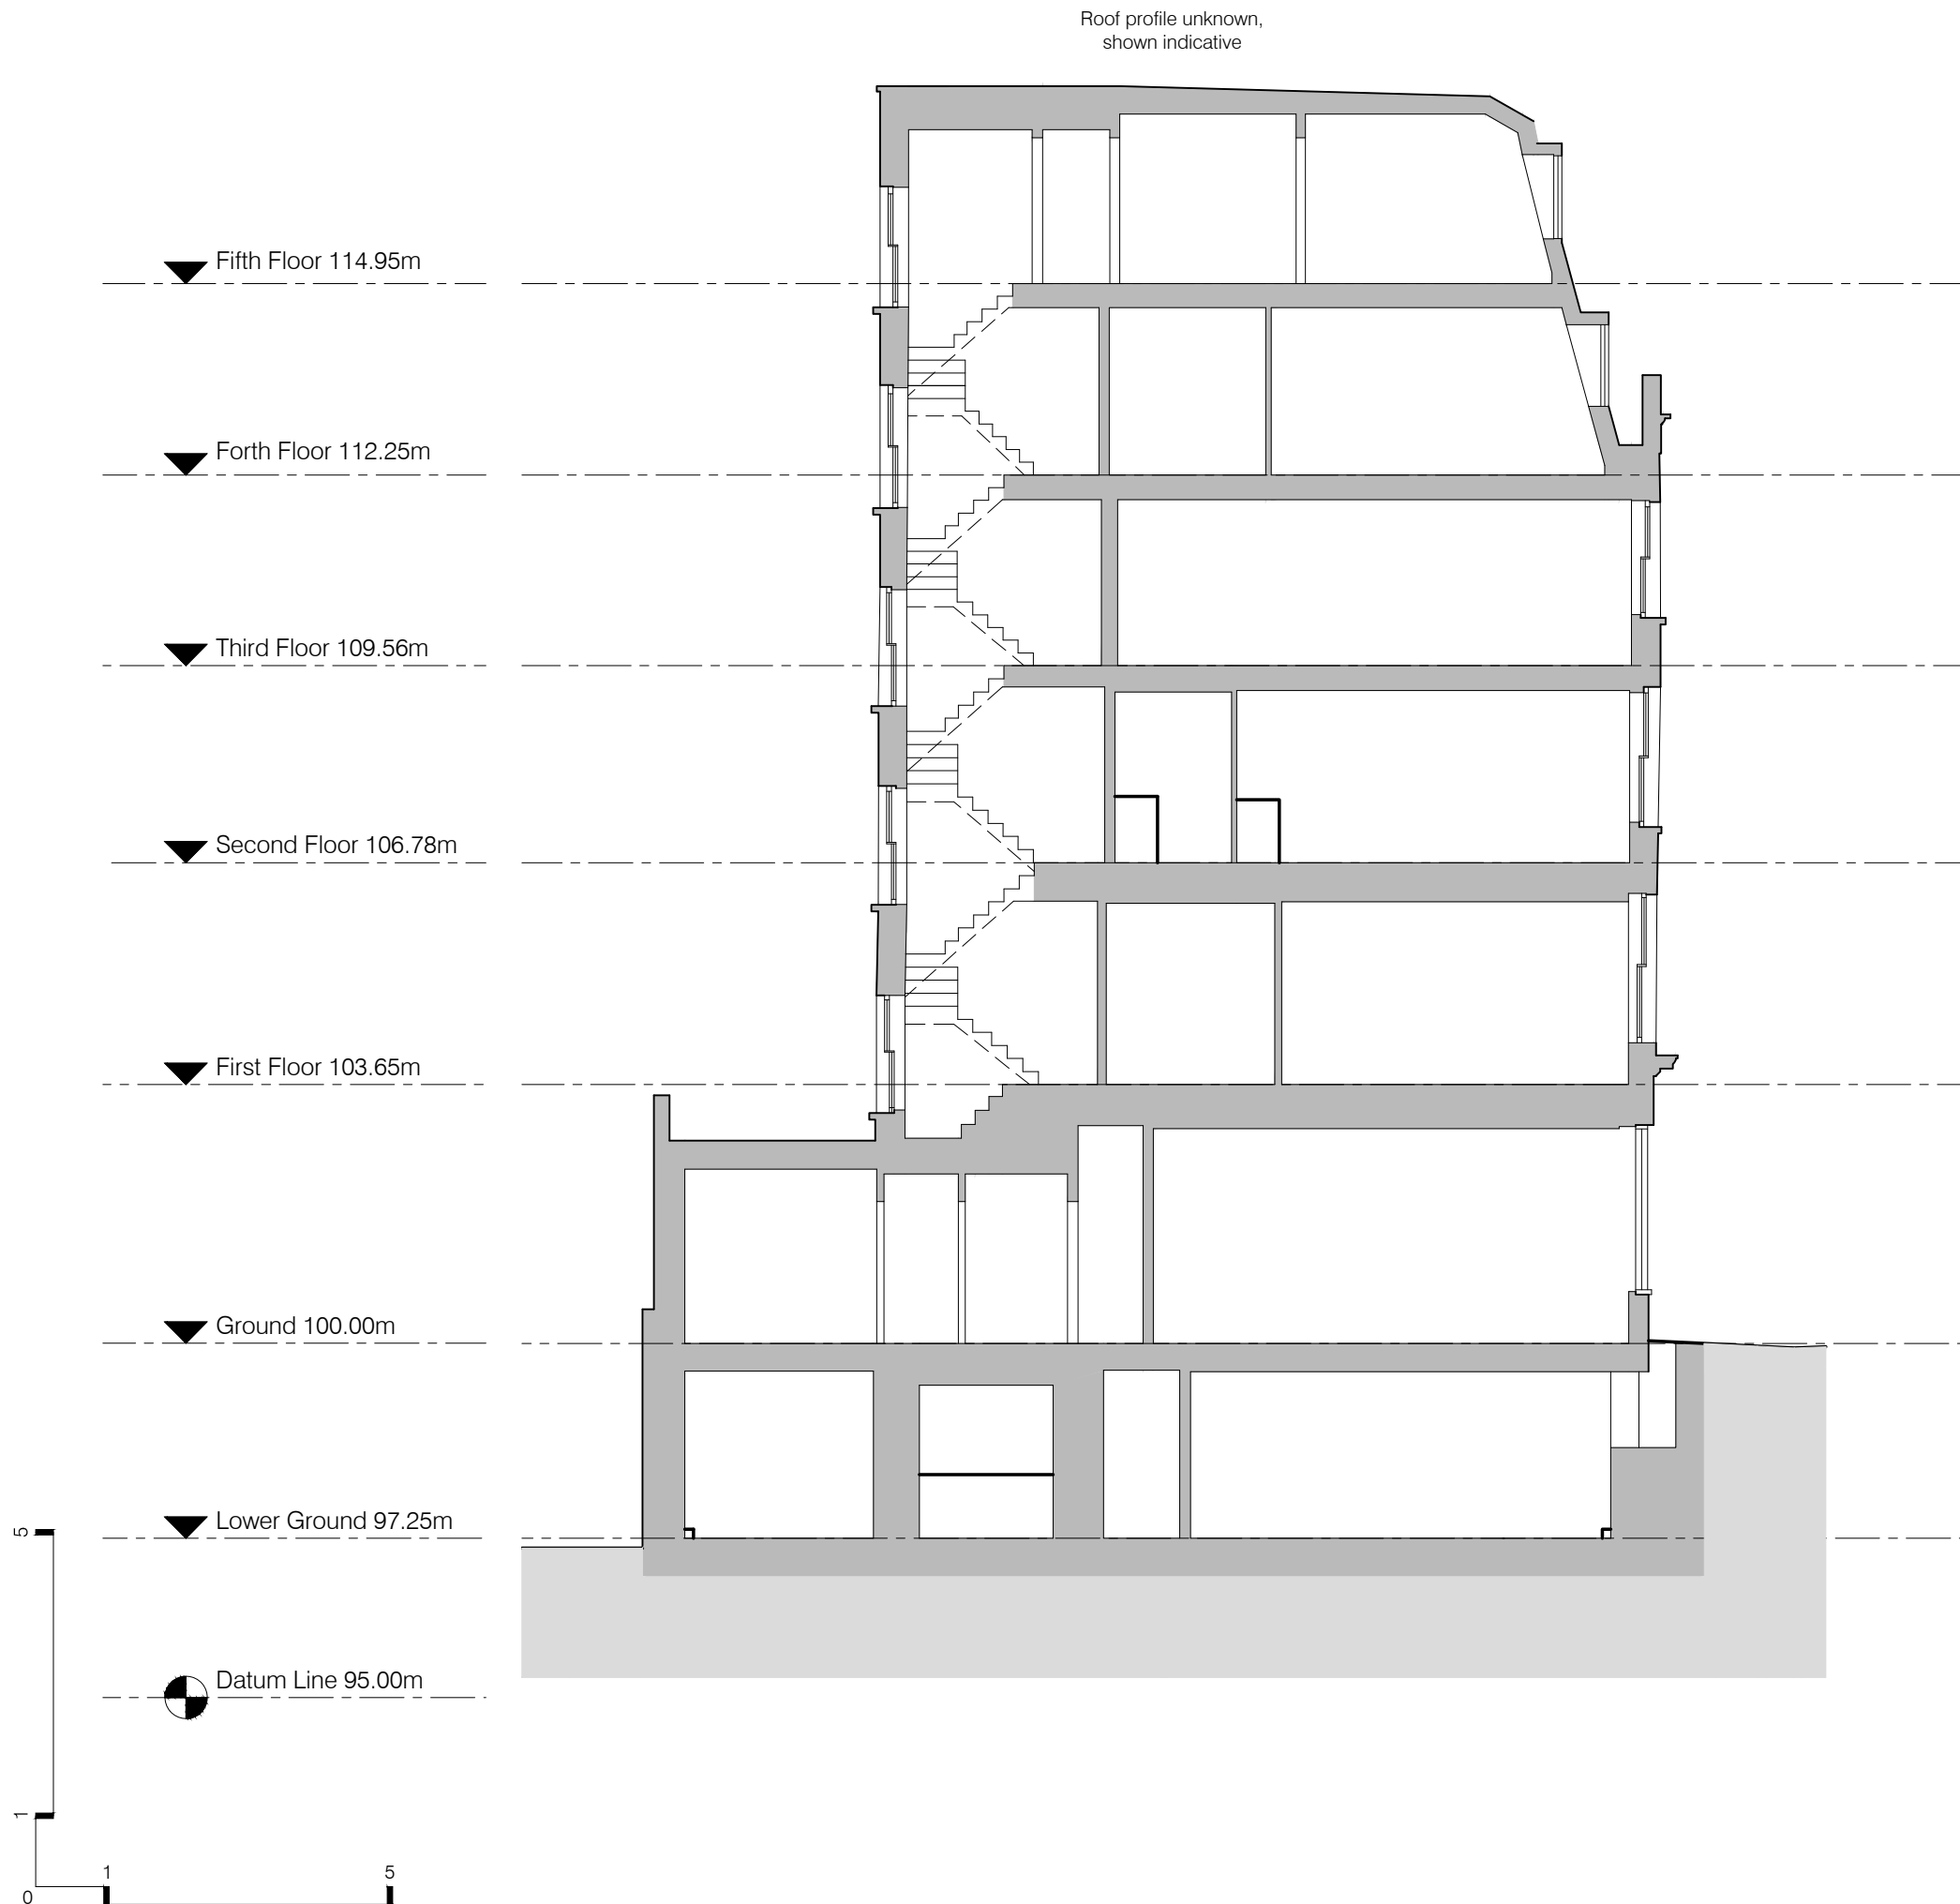 Roof profile unknown,
shown indicative
Fifth Floor 114.95m
Forth Floor 112.25m
Third Floor 109.56m
Second Floor 106.78m
First Floor 103.65m
Ground 100.00m
Lower Ground 97.25m
5
Datum Line 95.00m
1
1
5
0